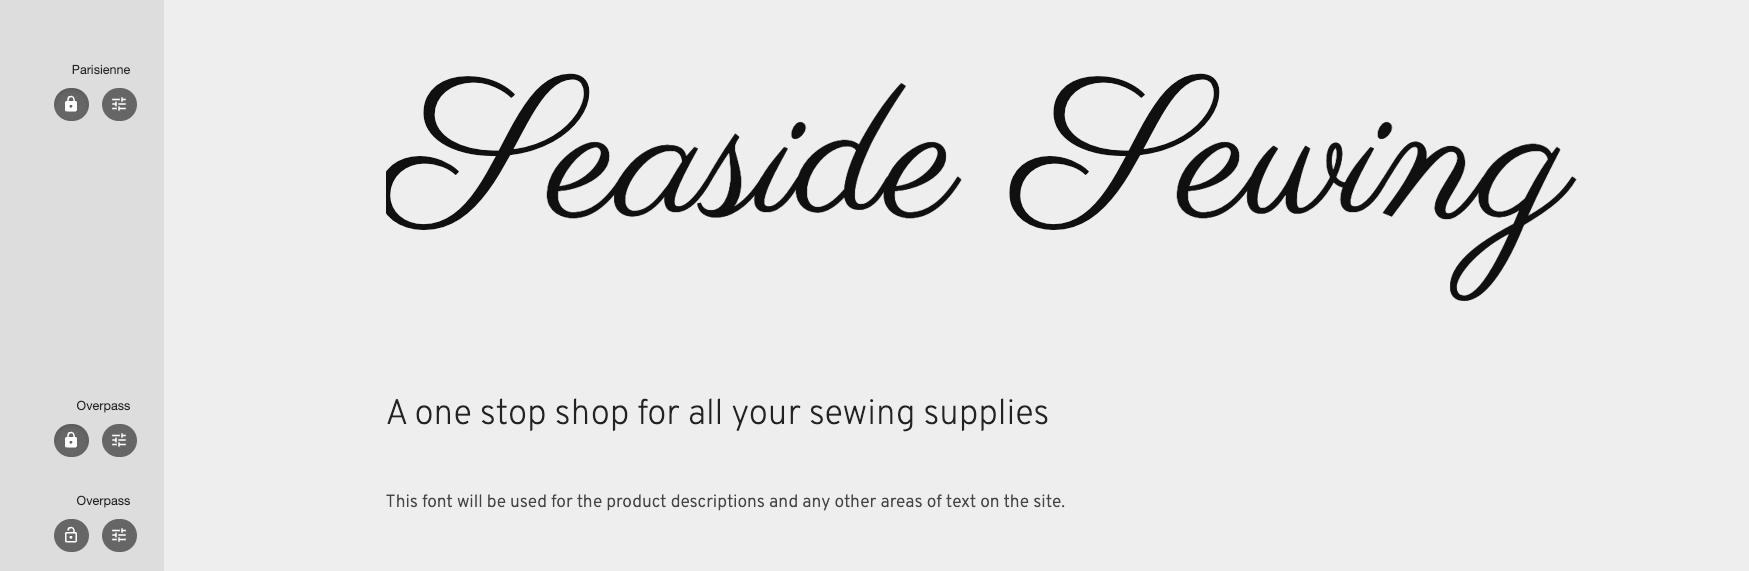 Parisienne
Seaside Sewing
Overpass
A one stop shop for all your sewing supplies
Overpass
This font will be used for the product descriptions and any other areas of text on the site.